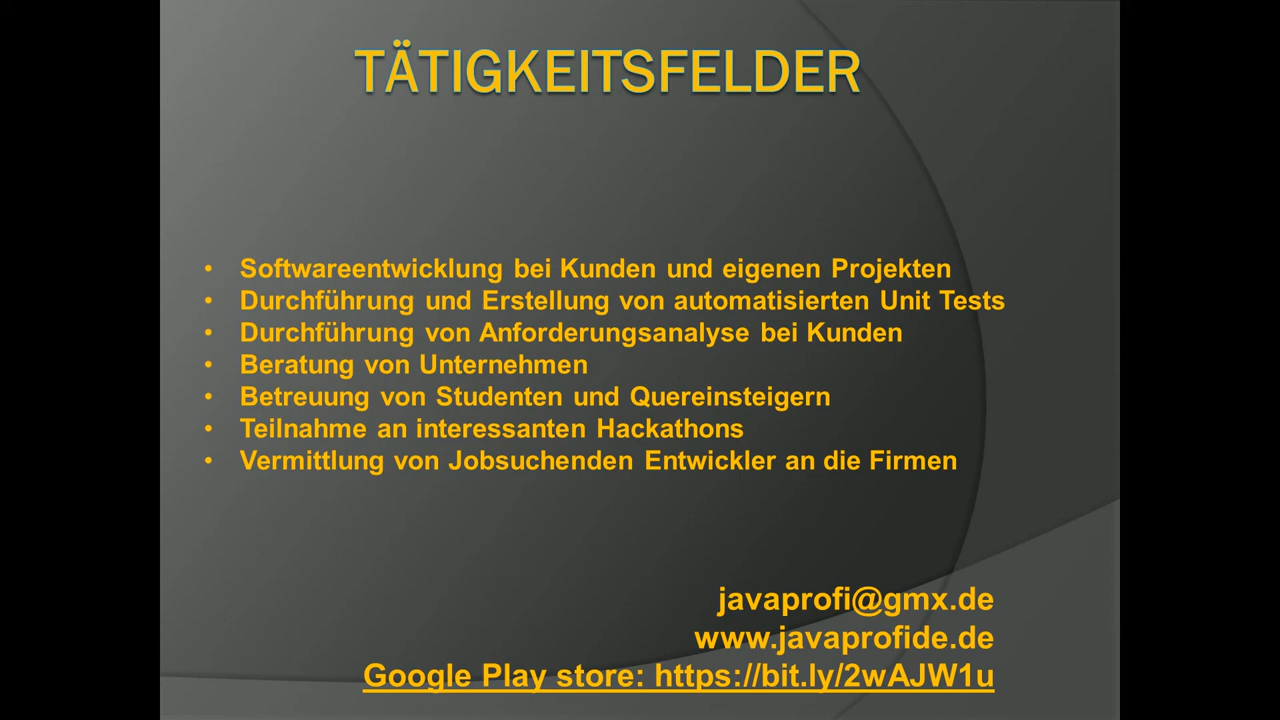 TÄTIGKEITSFELDER
• Softwareentwicklung bei Kunden und eigenen Projekten
• Durchführung und Erstellung von automatisierten Unit Tests
• Durchführung von Anforderungsanalyse bei Kunden
• Beratung von Unternehmen
• Betreuung von Studenten und Quereinsteigern
• Teilnahme an interessanten Hackathons
• Vermittlung von Jobsuchenden Entwickler an die Firmen
javaprofi@gmx.de
www.javaprofide.de
Google Play store: https://bit.ly/2wAJW1u